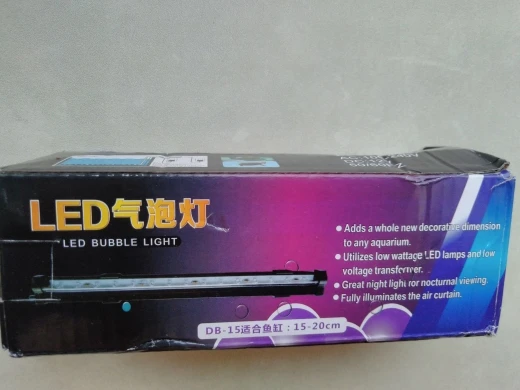 LED气泡灯
LED BUBBLE LIGHT
● Adds a whole new decorative dimension
to any aquarium.
● Utilizes low wattage LED lamps and low
voltage transformer.
● Great night light for nocturnal viewing.
● Fully illuminates the air curtain.
DB-15适合鱼缸：15-20cm